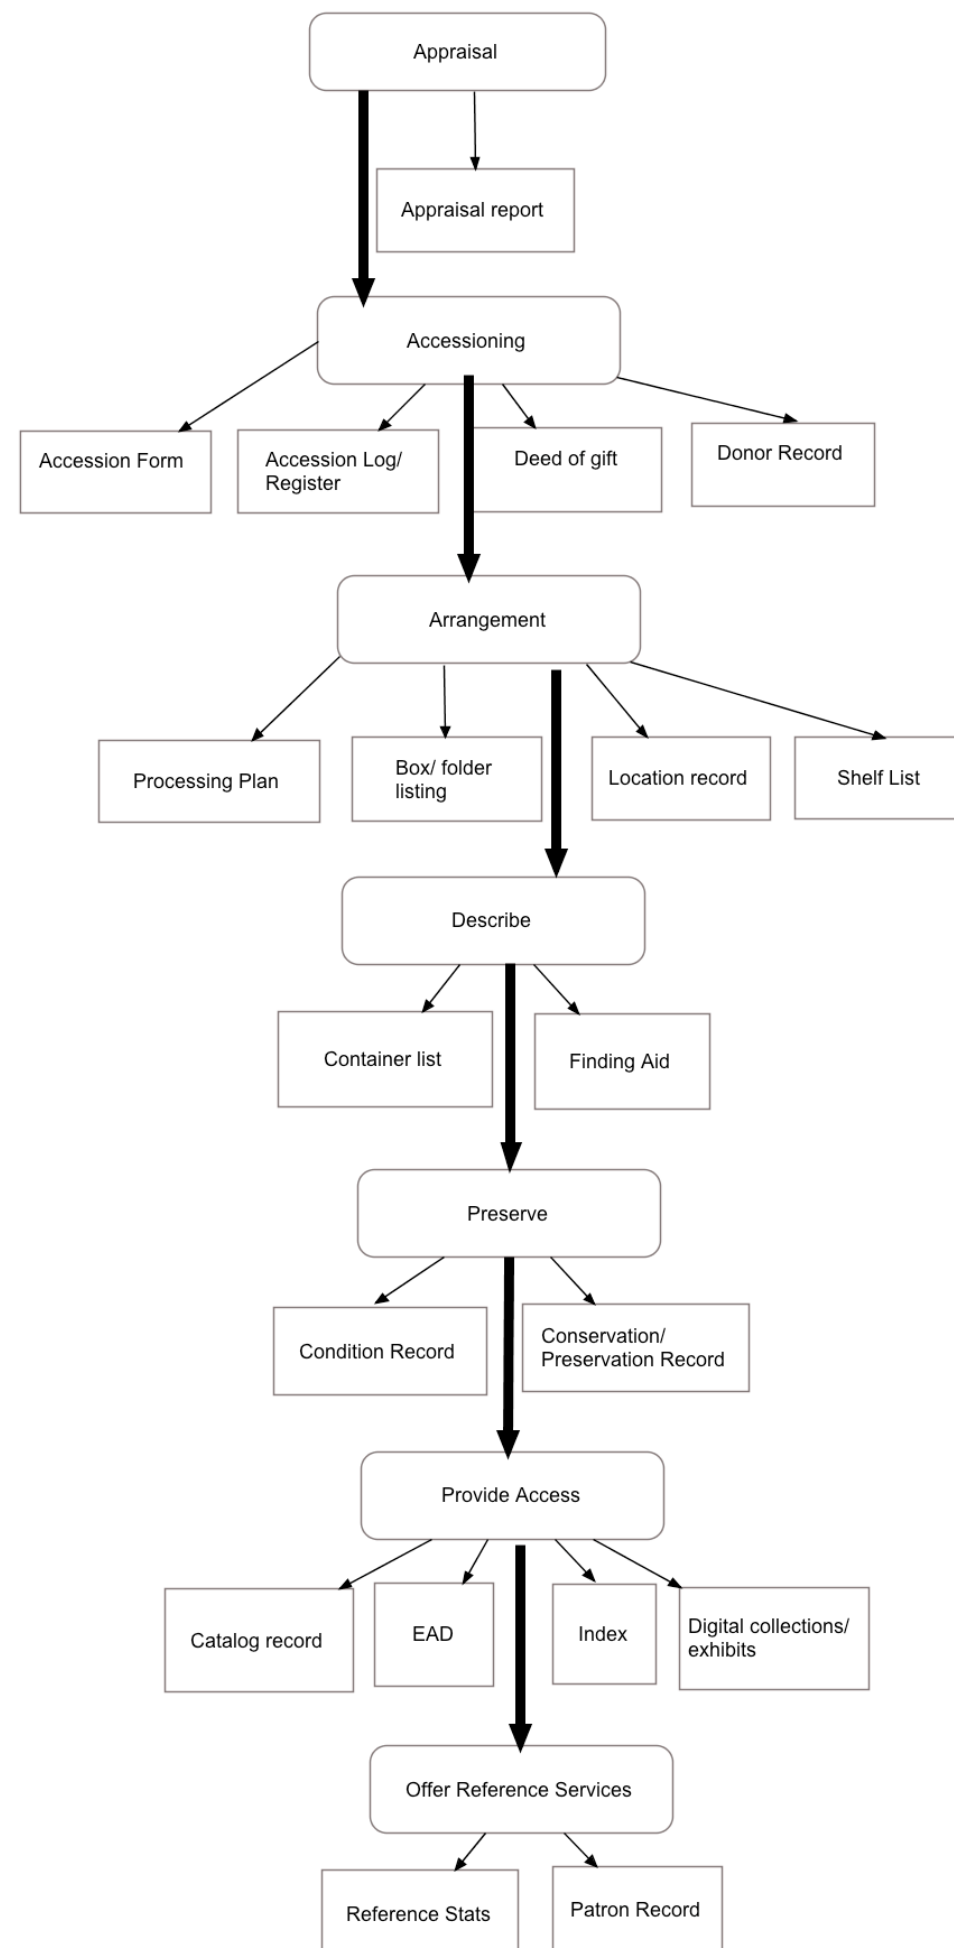 Appraisal
Appraisal report
Accessioning
Accession Form
Accession Log/
Register
Deed of gift
Donor Record
Arrangement
Processing Plan
Box/ folder
listing
Location record
Shelf List
Describe
Container list
Finding Aid
Preserve
Condition Record
Conservation/
Preservation Record
Provide Access
Catalog record
EAD
Index
Digital collections/
exhibits
Offer Reference Services
Reference Stats
Patron Record